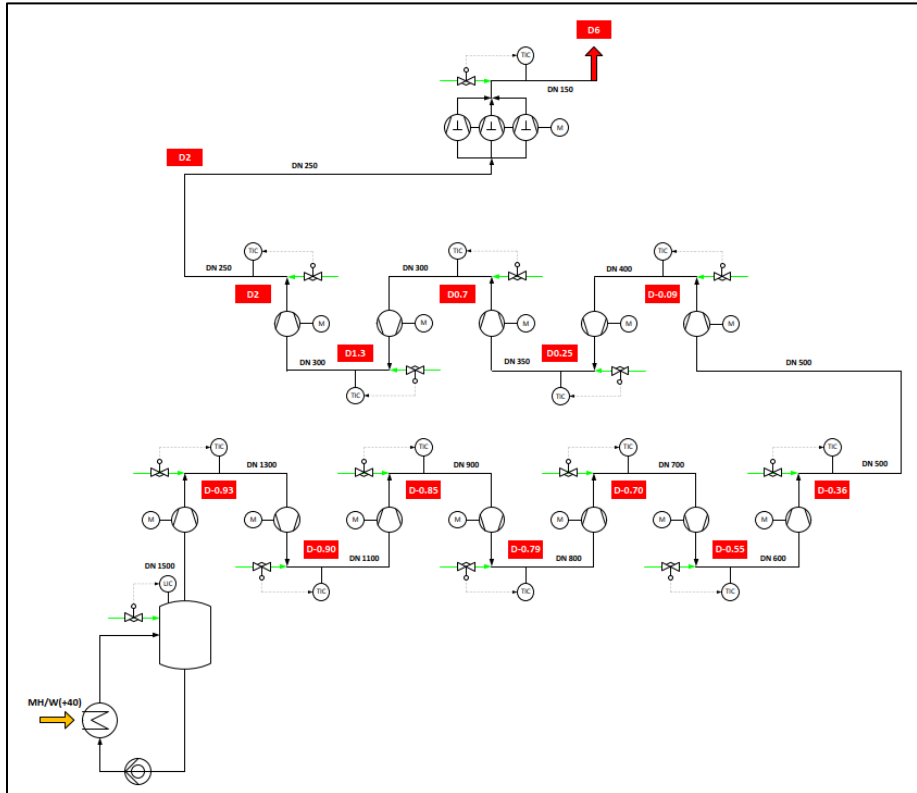 D6
TIC
DN 150
M
D2
DN 250
TIC
TIC
TIC
DN 250
DN 300
DN 400
D2
D0.7
D-0.09
M
M
M
M
M
D1.3
D0.25
DN 300
DN 350
DN 500
TIC
TIC
TIC
TIC
TIC
TIC
DN 1300
DN 900
DN 700
DN 500
D-0.93
D-0.85
D-0.70
D-0.36
M
M
M
M
M
M
M
D-0.90
D-0.79
D-0.55
DN 1500
DN 1100
DN 800
DN 600
LIC
TIC
TIC
TIC
MH/W(+40)